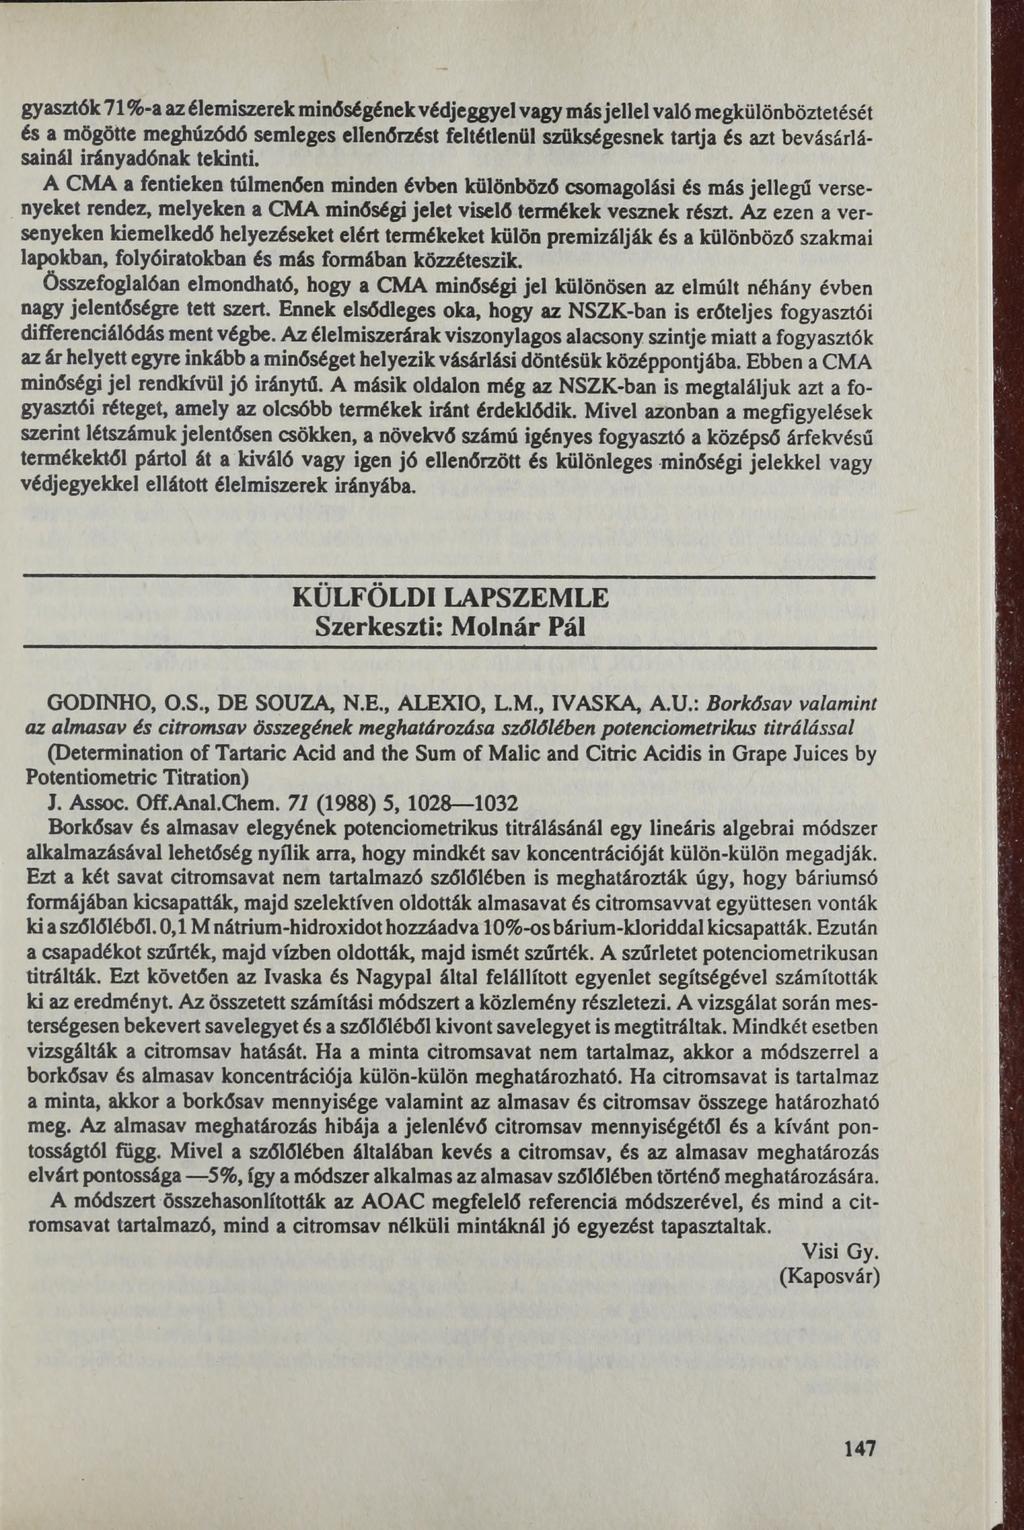 gyasztók 71%-a az élemiszerek minőségének védjeggyel vagy más jellel való megkülönböztetését
és a mögötte meghúzódó semleges ellenőrzést feltétlenül szükségesnek tartja és azt bevásárlá-
sainál irányadónak tekinti.
A CMA a fentieken túlmenően minden évben különböző csomagolási és más jellegű verse-
nyeket rendez, melyeken a CMA minőségi jelet viselő termékek vesznek részt. Az ezen a ver-
senyeken kiemelkedő helyezéseket elért termékeket külön premizálják és a különböző szakmai
lapokban, folyóiratokban és más formában közzéteszik.
Összefoglalóan elmondható, hogy a CMA minőségi jel különösen az elmúlt néhány évben
nagy jelentőségre tett szert. Ennek elsődleges oka, hogy az NSZK-ban is erőteljes fogyasztói
differenciálódás ment végbe. Az élelmiszerárak viszonylagos alacsony szintje miatt a fogyasztók
az ár helyett egyre inkább a minőséget helyezik vásárlási döntésük középpontjába. Ebben a CMA
minőségi jel rendkívül jó iránytű. A másik oldalon még az NSZK-ban is megtaláljuk azt a fo-
gyasztói réteget, amely az olcsóbb termékek iránt érdeklődik. Mivel azonban a megfigyelések
szerint létszámuk jelentősen csökken, a növekvő számú igényes fogyasztó a középső árfekvésű
termékektől pártol át a kiváló vagy igen jó ellenőrzött és különleges minőségi jelekkel vagy
védjegyekkel ellátott élelmiszerek irányába.
KÜLFÖLDI LAPSZEMLE
Szerkeszti: Molnár Pál
GODINHO, O.S., DE SOUZA, N.E., ALEXIO, L.M., IVASKA, A.U.: Borkősav valamint
az almasav és citromsav összegének meghatározása szőlőlében potenciometrikus titrálással
(Determination of Tartaric Acid and the Sum of Malic and Citric Acidis in Grape Juices by
Potentiometric Titration)
J. Assoc. Off.Anal.Chem. 71 (1988) 5, 1028—1032
Borkősav és almasav elegyének potenciometrikus titrálásánál egy lineáris algebrai módszer
alkalmazásával lehetőség nyílik arra, hogy mindkét sav koncentrációját külön-külön megadják.
Ezt a két savat citromsavat nem tartalmazó szőlőlében is meghatározták úgy, hogy báriumsó
formájában kicsapatták, majd szelektíven oldották almasavat és citromsavvat együttesen vonták
ki a szőlőléből. 0,1 M nátrium-hidroxidot hozzáadva 10%-os bárium-kloriddal kicsapatták. Ezután
a csapadékot szűrték, majd vízben oldották, majd ismét szűrték. A szűrletet potenciometrikusan
titrálták. Ezt követően az Ivaska és Nagypal által felállított egyenlet segítségével számították
ki az eredményt. Az összetett számítási módszert a közlemény részletezi. A vizsgálat során mes-
terségesen bekevert savelegyet és a szőlőléből kivont savelegyet is megtitráltak. Mindkét esetben
vizsgálták a citromsav hatását. Ha a minta citromsavat nem tartalmaz, akkor a módszerrel a
borkősav és almasav koncentrációja külön-külön meghatározható. Ha citromsavat is tartalmaz
a minta, akkor a borkősav mennyisége valamint az almasav és citromsav összege határozható
meg. Az almasav meghatározás hibája a jelenlévő citromsav mennyiségétől és a kívánt pon-
tosságtól függ. Mivel a szőlőlében általában kevés a citromsav, és az almasav meghatározás
elvárt pontossága —5%, így a módszer alkalmas az almasav szőlőlében történő meghatározására.
A módszert összehasonlították az AOAC megfelelő referencia módszerével, és mind a cit-
romsavat tartalmazó, mind a citromsav nélküli mintáknál jó egyezést tapasztaltak.
Visi Gy.
(Kaposvár)
147